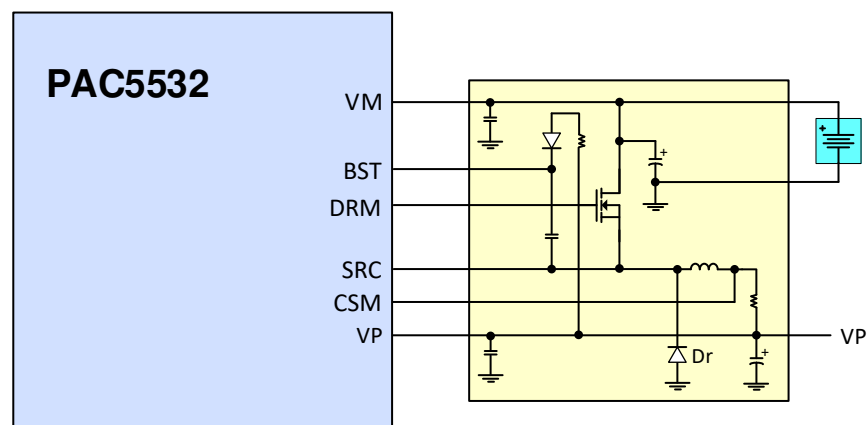 PAC5532
VM
BST
DRM
SRC
CSM
VP
+
+
Dr
+
VP